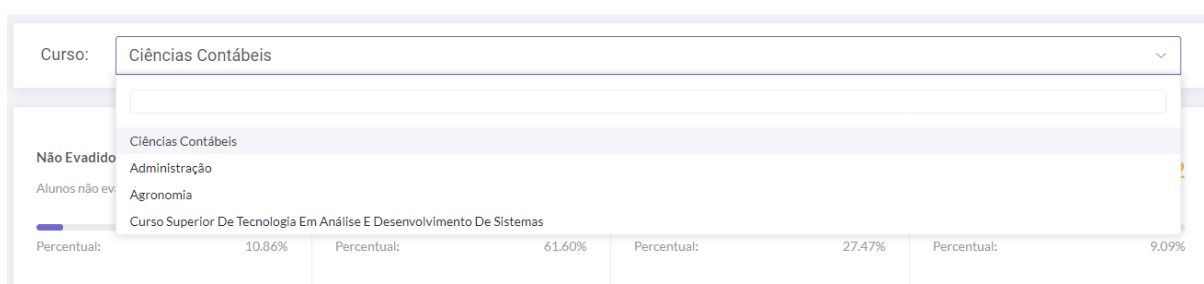 Curso:
Ciências Contábeis
Ciências Contábeis
Administração
Agronomia
Curso Superior De Tecnologia Em Análise E Desenvolvimento De Sistemas
Não Evadido
Alunos não
Percentual: 10.86% Percentual: 61.60% Percentual: 27.47% Percentual: 9.09%